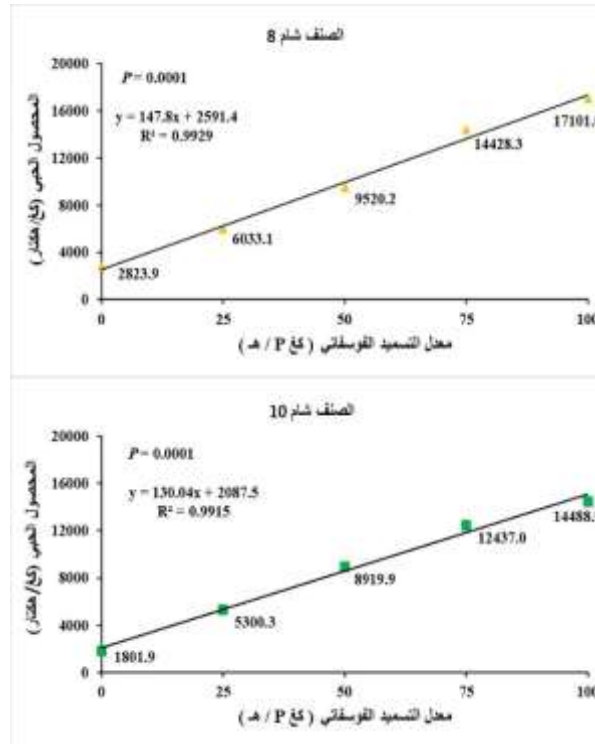 الصنف شام 8
20000
16000
12000
8000
4000
0
المحصول الحبي (كغ/هكتار)
P = 0.0001
y = 147.8x + 2591.4
R² = 0.9929
2823.9
6033.1
9520.2
14428.3
17101.
0 25 50 75 100
معدل التسميد الفوسفاتي ( كغ P / هـ )
الصنف شام 10
20000
16000
12000
8000
4000
0
المحصول الحبي (كغ/هكتار)
P = 0.0001
y = 130.04x + 2087.5
R² = 0.9915
1801.9
5300.3
8919.9
12437.0
14488.
0 25 50 75 100
معدل التسميد الفوسفاتي ( كغ P / هـ )